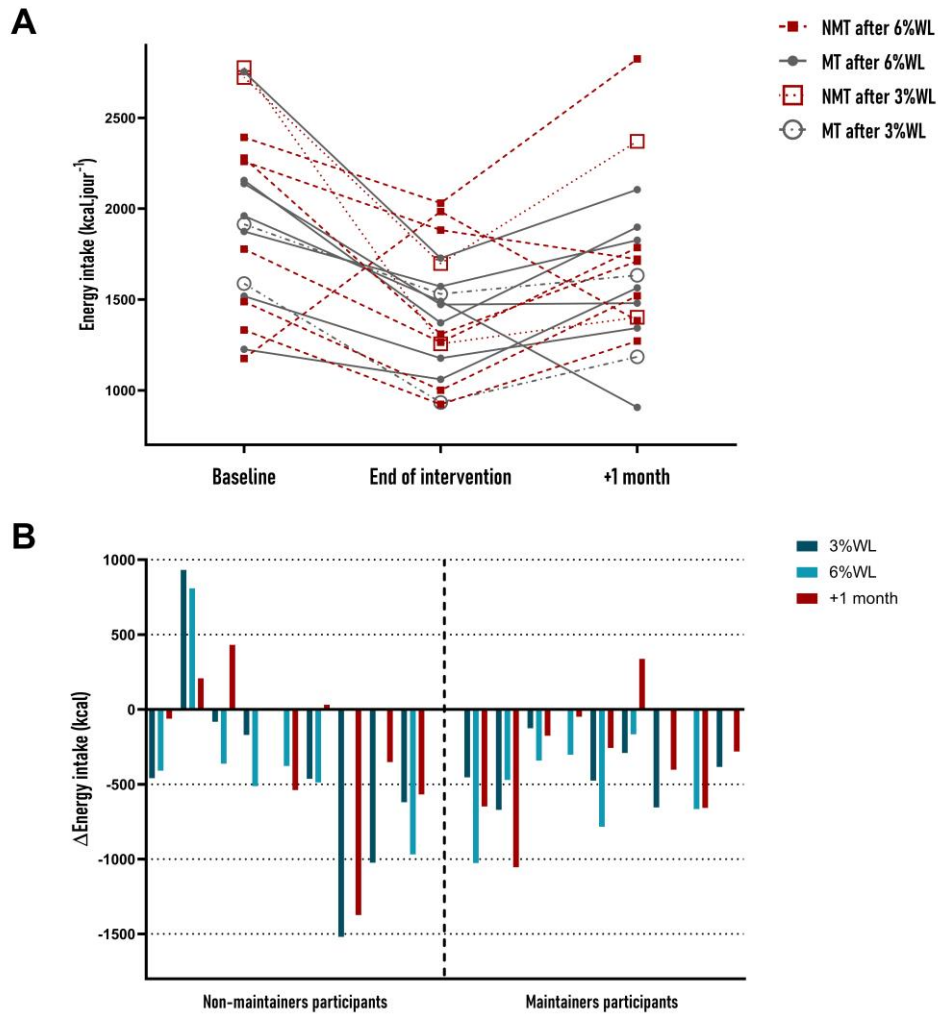 A
NMT after 6%WL
MT after 6%WL
NMT after 3%WL
MT after 3%WL
Energy intake (kcal.jour⁻¹)
2500
2000
1500
1000
Baseline
End of intervention
+1 month
B
3%WL
6%WL
+1 month
ΔEnergy intake (kcal)
1000
500
0
-500
-1000
-1500
Non-maintainers participants
Maintainers participants